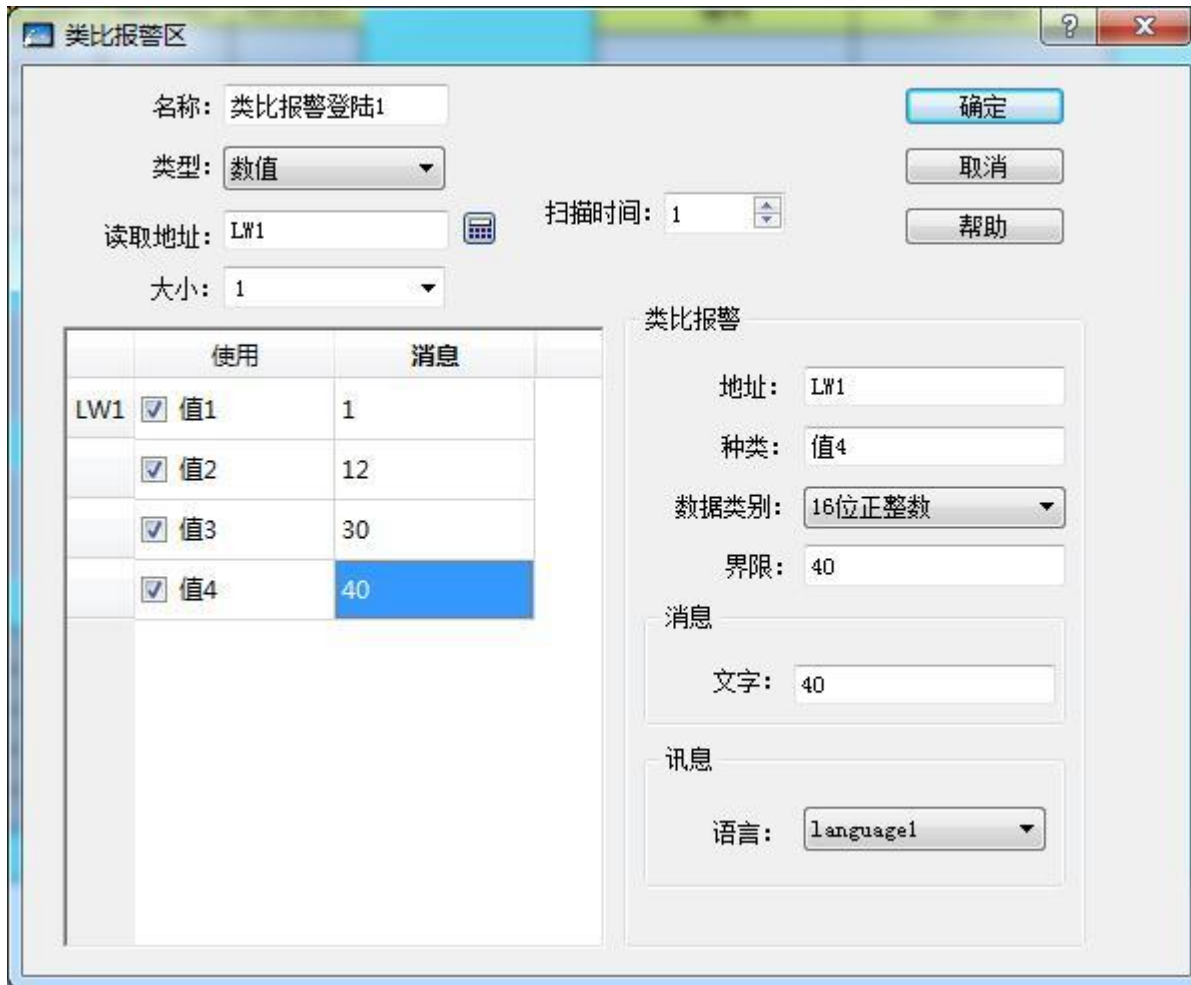 类比报警区
名称: 类比报警登陆1
确定
类型: 数值
取消
读取地址: LW1
扫描时间: 1
帮助
大小: 1
使用 消息
LW1 值1 1
值2 12
值3 30
值4 40
类比报警
地址: LW1
种类: 值4
数据类别: 16位正整数
界限: 40
消息
文字: 40
讯息
语言: language1